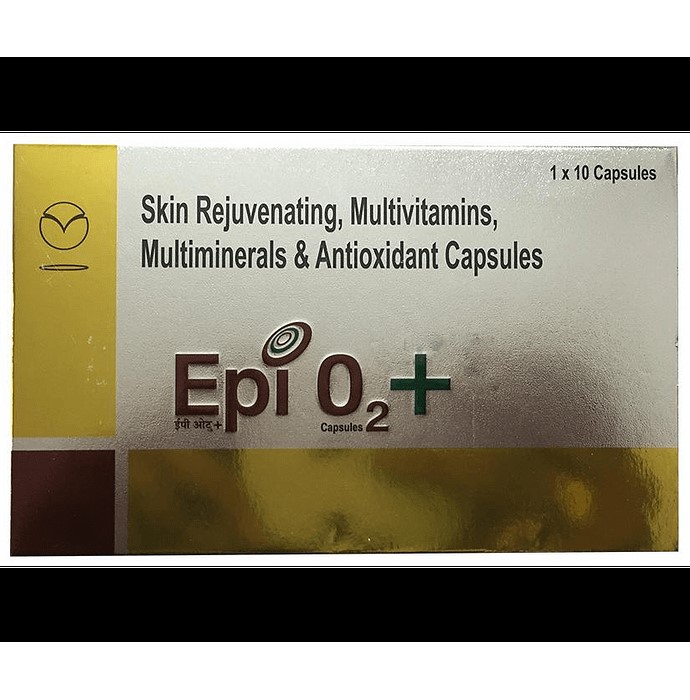 1 x 10 Capsules
Skin Rejuvenating, Multivitamins,
Multiminerals & Antioxidant Capsules
Epi O2+
ईपी ओटु +
Capsules